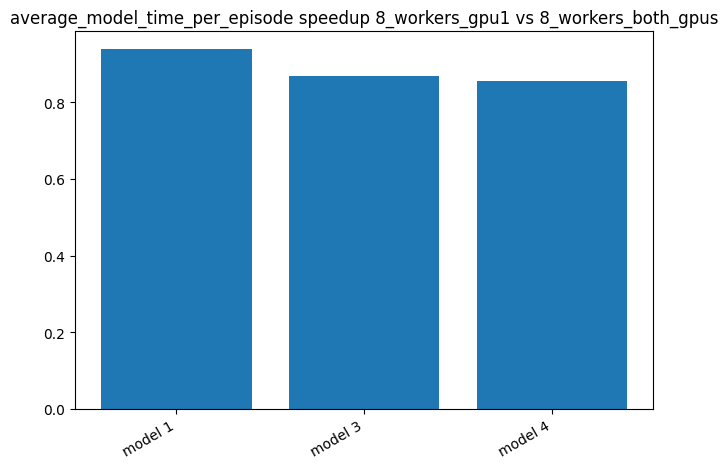 average_model_time_per_episode speedup 8_workers_gpu1 vs 8_workers_both_gpus
0.8
0.6
0.4
0.2
0.0
model 1
model 3
model 4